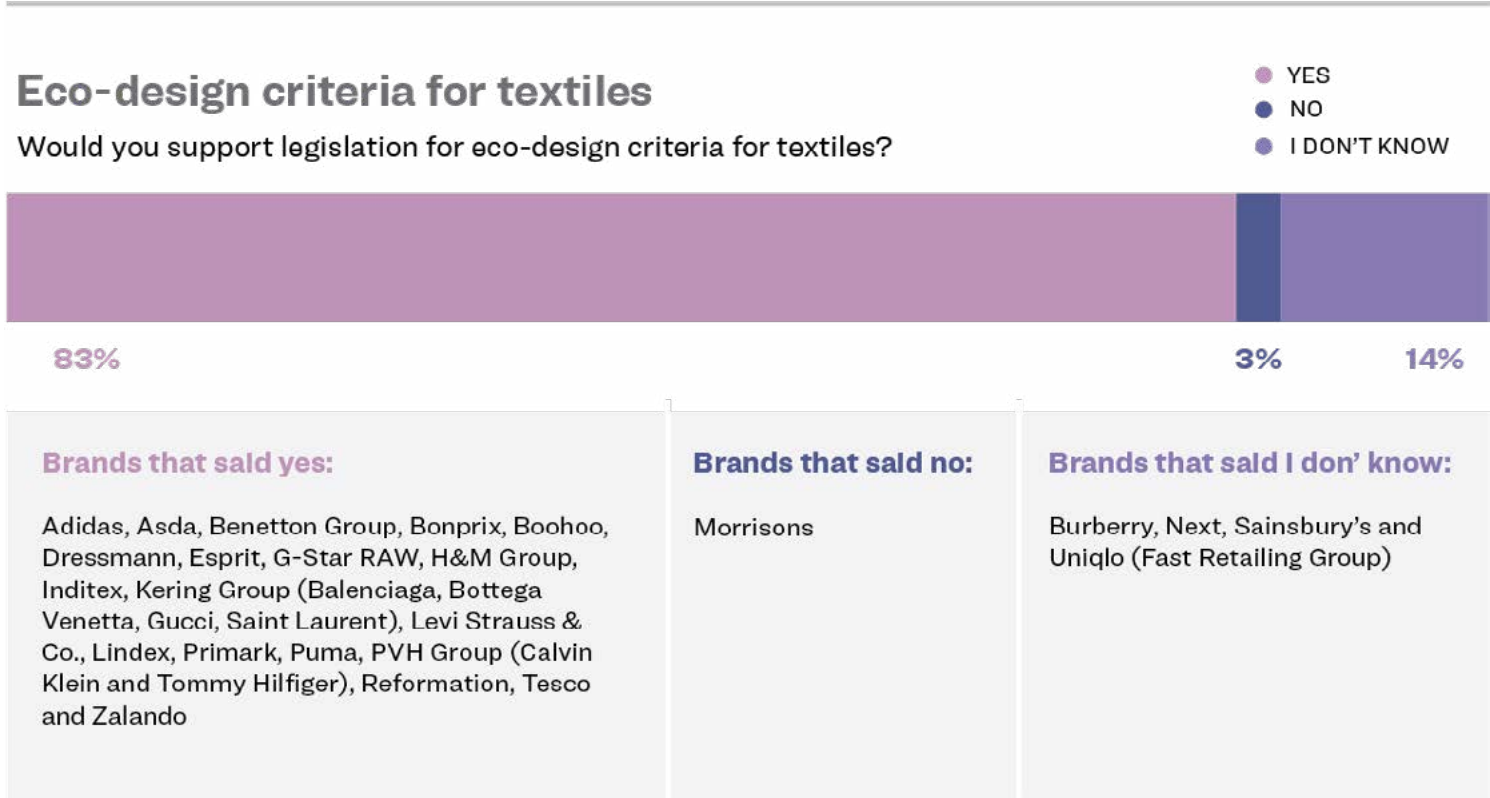 Eco-design criteria for textiles
Would you support legislation for eco-design criteria for textiles?
YES
NO
I DON'T KNOW
83%
3%
14%
Brands that said yes:
Adidas, Asda, Benetton Group, Bonprix, Boohoo,
Dressmann, Esprit, G-Star RAW, H&M Group,
Inditex, Kering Group (Balenciaga, Bottega
Venetta, Gucci, Saint Laurent), Levi Strauss &
Co., Lindex, Primark, Puma, PVH Group (Calvin
Klein and Tommy Hilfiger), Reformation, Tesco
and Zalando
Brands that said no:
Morrisons
Brands that said I don' know:
Burberry, Next, Sainsbury's and
Uniqlo (Fast Retailing Group)